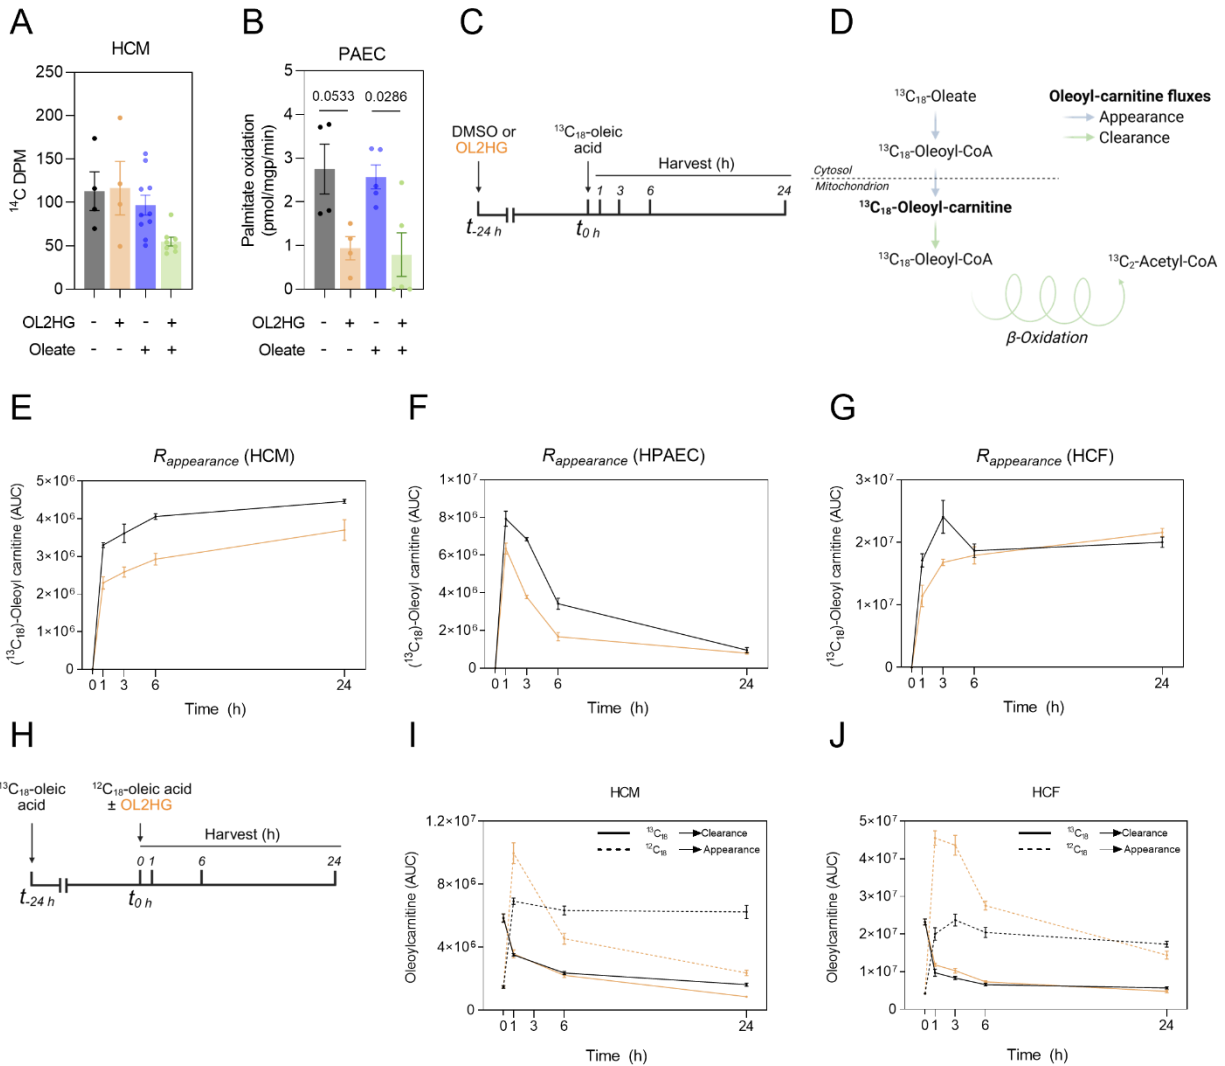 A
HCM
¹⁴C DPM
250
200
150
100
50
0
OL2HG - + - +
Oleate - - + +
B
PAEC
Palmitate oxidation
(pmol/mgp/min)
5
4
3
2
1
0
0.0533
0.0286
OL2HG - + - +
Oleate - - + +
C
DMSO or
OL2HG
¹³C₁₈-oleic
acid
Harvest (h)
1 3 6 24
t-24 h
t0 h
D
¹³C₁₈-Oleate
¹³C₁₈-Oleoyl-CoA
Cytosol
Mitochondrion
¹³C₁₈-Oleoyl-carnitine
¹³C₁₈-Oleoyl-CoA
¹³C₂-Acetyl-CoA
β-Oxidation
Oleoyl-carnitine fluxes
Appearance
Clearance
E
Rappearance (HCM)
(¹³C₁₈)-Oleoyl carnitine (AUC)
5×10⁶
4×10⁶
3×10⁶
2×10⁶
1×10⁶
0
0 1 3 6 24
Time (h)
F
Rappearance (HPAEC)
(¹³C₁₈)-Oleoyl carnitine (AUC)
1×10⁷
8×10⁶
6×10⁶
4×10⁶
2×10⁶
0
0 1 3 6 24
Time (h)
G
Rappearance (HCF)
(¹³C₁₈)-Oleoyl carnitine (AUC)
3×10⁷
2×10⁷
1×10⁷
0
0 1 3 6 24
Time (h)
H
¹³C₁₈-oleic
acid
¹²C₁₈-oleic acid
± OL2HG
Harvest (h)
0 1 6 24
t-24 h
t0 h
I
HCM
Oleoylcarnitine (AUC)
1.2×10⁷
8×10⁶
4×10⁶
0
¹³C₁₈ Clearance
¹²C₁₈ Appearance
0 1 3 6 24
Time (h)
J
HCF
Oleoylcarnitine (AUC)
5×10⁷
4×10⁷
3×10⁷
2×10⁷
1×10⁷
0
¹³C₁₈ Clearance
¹²C₁₈ Appearance
0 1 3 6 24
Time (h)